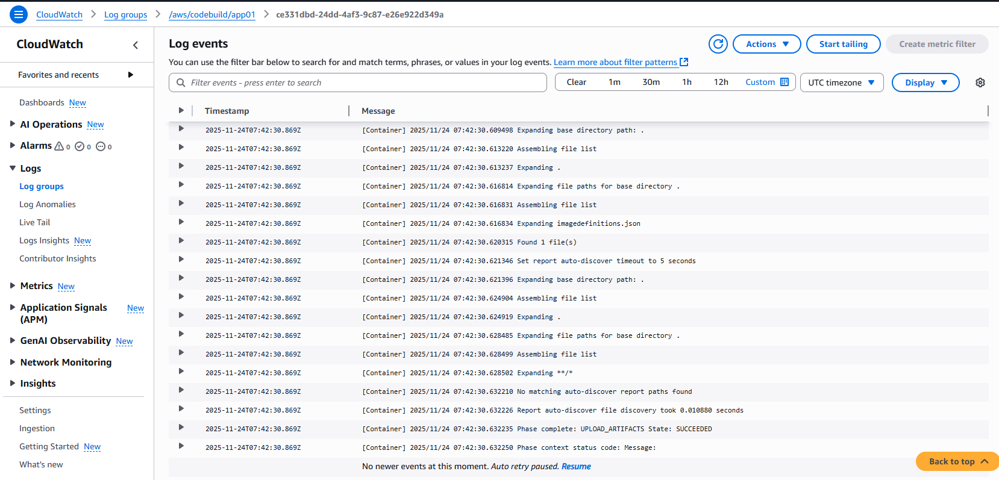 CloudWatch > Log groups > /aws/codebuild/app01 > ce331dbd-24dd-4af3-9c87-e26e922d349a
CloudWatch
Favorites and recents
Dashboards New
AI Operations New
Alarms 0 0 0
Logs
Log groups
Log Anomalies
Live Tail
Logs Insights New
Contributor Insights
Metrics New
Application Signals (APM) New
GenAI Observability New
Network Monitoring
Insights
Settings
Ingestion
Getting Started New
What's new
Log events
Actions
Start tailing
Create metric filter
You can use the filter bar below to search for and match terms, phrases, or values in your log events. Learn more about filter patterns
Filter events - press enter to search
Clear 1m 30m 1h 12h Custom
UTC timezone
Display
Timestamp Message
2025-11-24T07:42:30.869Z [Container] 2025/11/24 07:42:30.609498 Expanding base directory path: .
2025-11-24T07:42:30.869Z [Container] 2025/11/24 07:42:30.613220 Assembling file list
2025-11-24T07:42:30.869Z [Container] 2025/11/24 07:42:30.613237 Expanding .
2025-11-24T07:42:30.869Z [Container] 2025/11/24 07:42:30.616814 Expanding file paths for base directory .
2025-11-24T07:42:30.869Z [Container] 2025/11/24 07:42:30.616831 Assembling file list
2025-11-24T07:42:30.869Z [Container] 2025/11/24 07:42:30.616834 Expanding imagedefinitions.json
2025-11-24T07:42:30.869Z [Container] 2025/11/24 07:42:30.620315 Found 1 file(s)
2025-11-24T07:42:30.869Z [Container] 2025/11/24 07:42:30.621346 Set report auto-discover timeout to 5 seconds
2025-11-24T07:42:30.869Z [Container] 2025/11/24 07:42:30.621396 Expanding base directory path: .
2025-11-24T07:42:30.869Z [Container] 2025/11/24 07:42:30.624904 Assembling file list
2025-11-24T07:42:30.869Z [Container] 2025/11/24 07:42:30.624919 Expanding .
2025-11-24T07:42:30.869Z [Container] 2025/11/24 07:42:30.628485 Expanding file paths for base directory .
2025-11-24T07:42:30.869Z [Container] 2025/11/24 07:42:30.628499 Assembling file list
2025-11-24T07:42:30.869Z [Container] 2025/11/24 07:42:30.628502 Expanding **/*
2025-11-24T07:42:30.869Z [Container] 2025/11/24 07:42:30.632210 No matching auto-discover report paths found
2025-11-24T07:42:30.869Z [Container] 2025/11/24 07:42:30.632226 Report auto-discover file discovery took 0.010880 seconds
2025-11-24T07:42:30.869Z [Container] 2025/11/24 07:42:30.632235 Phase complete: UPLOAD_ARTIFACTS State: SUCCEEDED
2025-11-24T07:42:30.869Z [Container] 2025/11/24 07:42:30.632250 Phase context status code: Message:
No newer events at this moment. Auto retry paused. Resume
Back to top